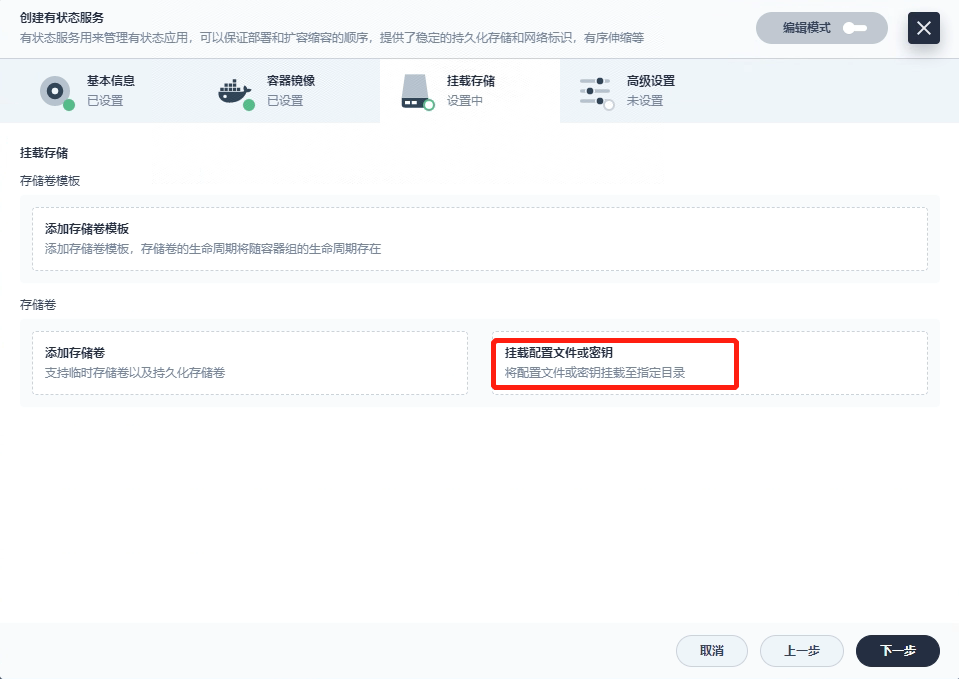 创建有状态服务
有状态服务用来管理有状态应用，可以保证部署和扩容缩容的顺序，提供了稳定的持久化存储和网络标识，有序伸缩等
编辑模式
基本信息
已设置
容器镜像
已设置
挂载存储
设置中
高级设置
未设置
挂载存储
存储卷模板
添加存储卷模板
添加存储卷模板，存储卷的生命周期将随容器组的生命周期存在
存储卷
添加存储卷
支持临时存储卷以及持久化存储卷
挂载配置文件或密钥
将配置文件或密钥挂载至指定目录
取消
上一步
下一步